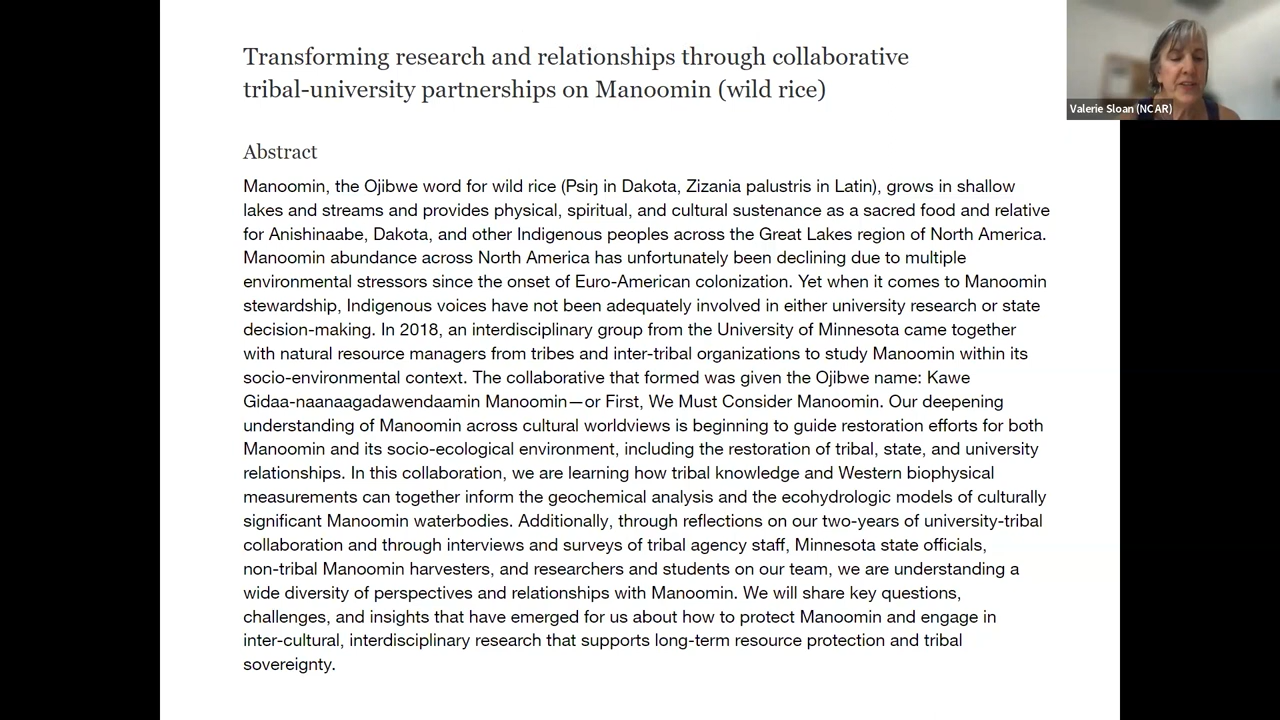 Transforming research and relationships through collaborative
tribal-university partnerships on Manoomin (wild rice)
Abstract
Manoomin, the Ojibwe word for wild rice (Psiŋ in Dakota, Zizania palustris in Latin), grows in shallow
lakes and streams and provides physical, spiritual, and cultural sustenance as a sacred food and relative
for Anishinaabe, Dakota, and other Indigenous peoples across the Great Lakes region of North America.
Manoomin abundance across North America has unfortunately been declining due to multiple
environmental stressors since the onset of Euro-American colonization. Yet when it comes to Manoomin
stewardship, Indigenous voices have not been adequately involved in either university research or state
decision-making. In 2018, an interdisciplinary group from the University of Minnesota came together
with natural resource managers from tribes and inter-tribal organizations to study Manoomin within its
socio-environmental context. The collaborative that formed was given the Ojibwe name: Kawe
Gidaa-naanaagadawendaamin Manoomin—or First, We Must Consider Manoomin. Our deepening
understanding of Manoomin across cultural worldviews is beginning to guide restoration efforts for both
Manoomin and its socio-ecological environment, including the restoration of tribal, state, and university
relationships. In this collaboration, we are learning how tribal knowledge and Western biophysical
measurements can together inform the geochemical analysis and the ecohydrologic models of culturally
significant Manoomin waterbodies. Additionally, through reflections on our two-years of university-tribal
collaboration and through interviews and surveys of tribal agency staff, Minnesota state officials,
non-tribal Manoomin harvesters, and researchers and students on our team, we are understanding a
wide diversity of perspectives and relationships with Manoomin. We will share key questions,
challenges, and insights that have emerged for us about how to protect Manoomin and engage in
inter-cultural, interdisciplinary research that supports long-term resource protection and tribal
sovereignty.
Valerie Sloan (NCAR)